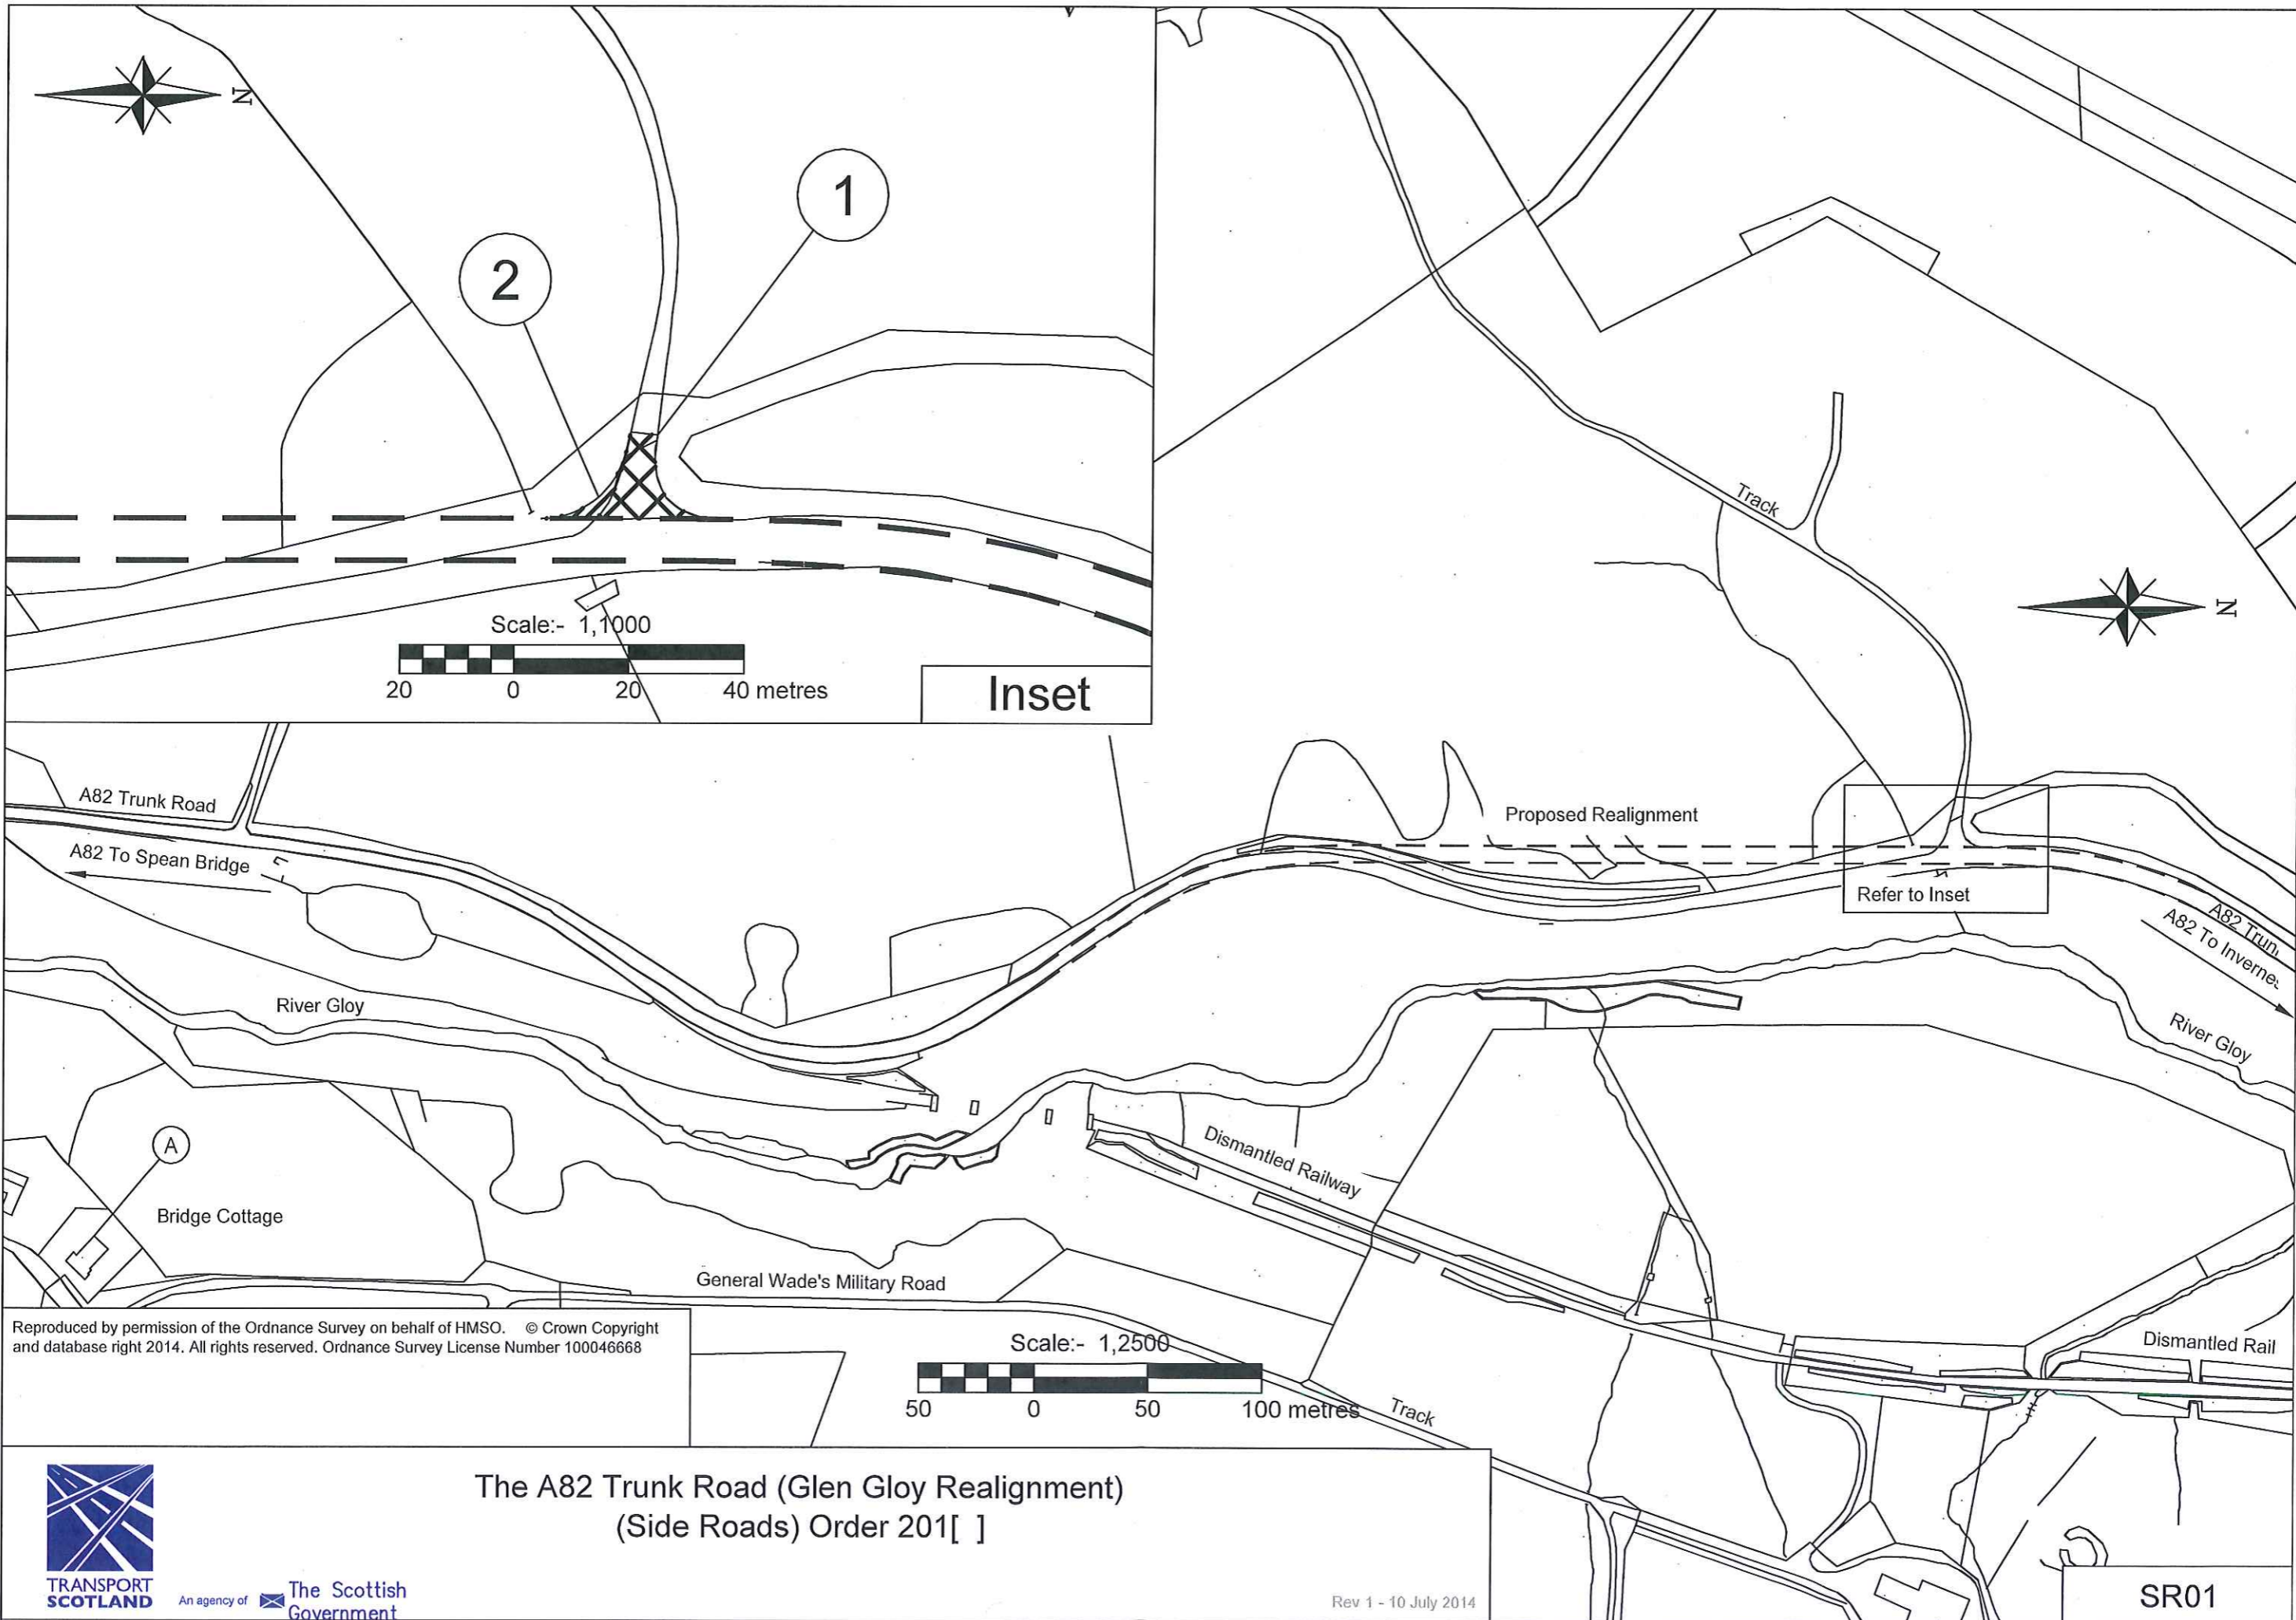 N
1
2
Scale:- 1,1000
20 0 20 40 metres
Inset
Track
N
A82 Trunk Road
A82 To Spean Bridge
Proposed Realignment
Refer to Inset
A82 Trun
A82 To Invernes
River Gloy
River Gloy
A
Bridge Cottage
Dismantled Railway
General Wade's Military Road
Reproduced by permission of the Ordnance Survey on behalf of HMSO. © Crown Copyright
and database right 2014. All rights reserved. Ordnance Survey License Number 100046668
Scale:- 1,2500
50 0 50 100 metres
Track
Dismantled Rail
The A82 Trunk Road (Glen Gloy Realignment)
(Side Roads) Order 201[ ]
TRANSPORT
SCOTLAND
An agency of The Scottish
Government
Rev 1 - 10 July 2014
SR01